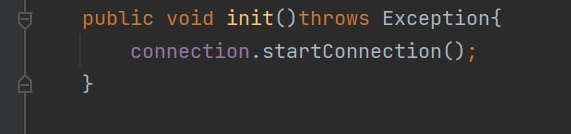 public void init()throws Exception{
connection.startConnection();
}